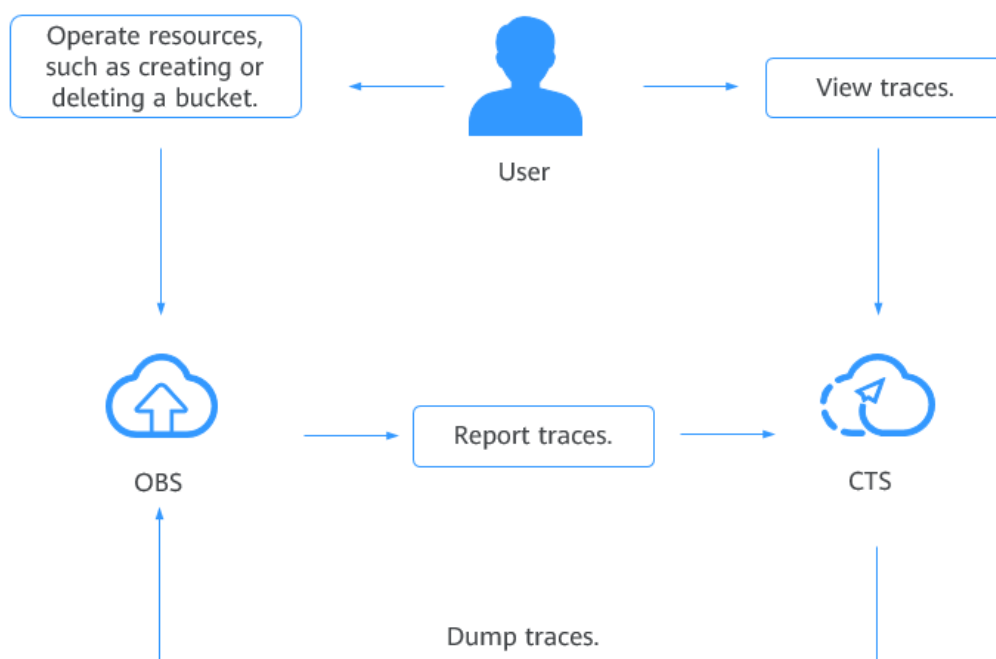 Operate resources,
such as creating or
deleting a bucket.
View traces.
User
Report traces.
OBS
CTS
Dump traces.